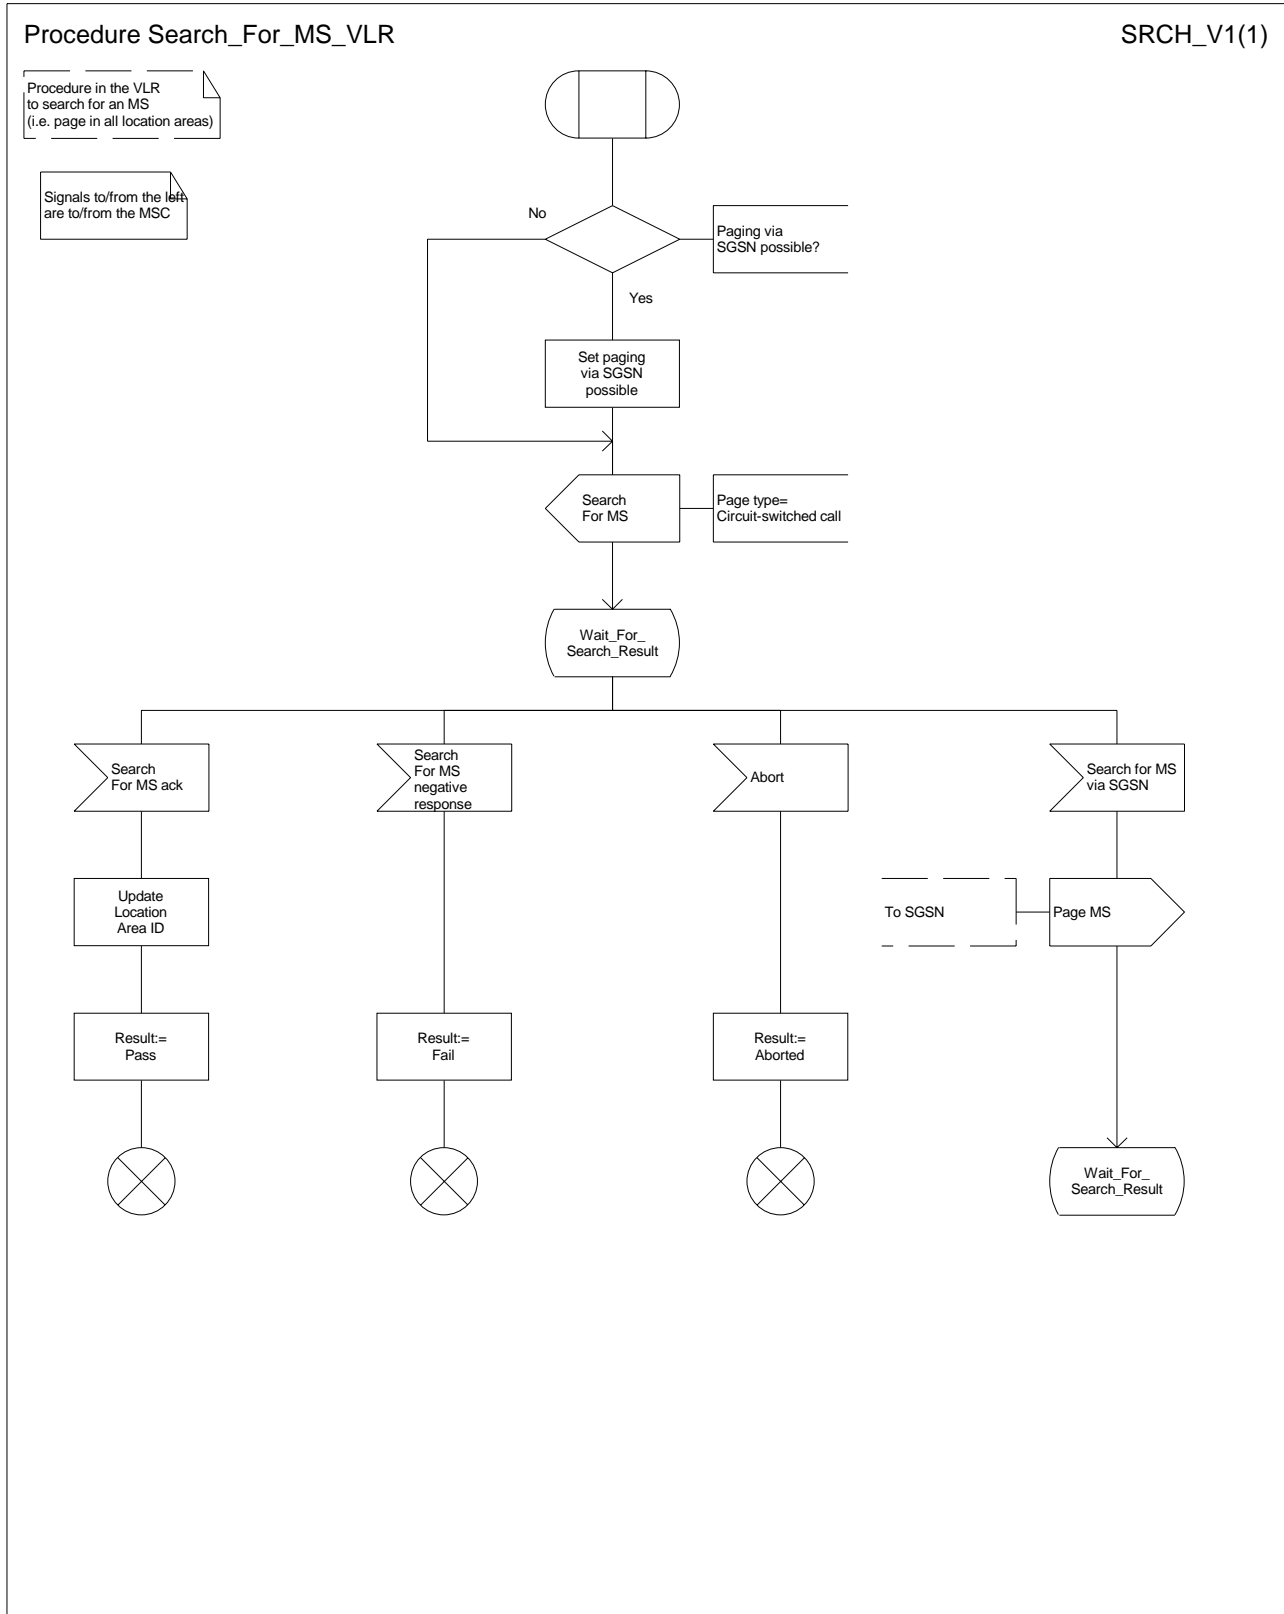 Procedure Search_For_MS_VLR
SRCH_V1(1)
Procedure in the VLR
to search for an MS
(i.e. page in all location areas)
Signals to/from the left
are to/from the MSC
No
Paging via
SGSN possible?
Yes
Set paging
via SGSN
possible
Search
For MS
Page type=
Circuit-switched call
Wait_For_
Search_Result
Search
For MS ack
Search
For MS
negative
response
Abort
Search for MS
via SGSN
Update
Location
Area ID
To SGSN
Page MS
Result:=
Pass
Result:=
Fail
Result:=
Aborted
Wait_For_
Search_Result